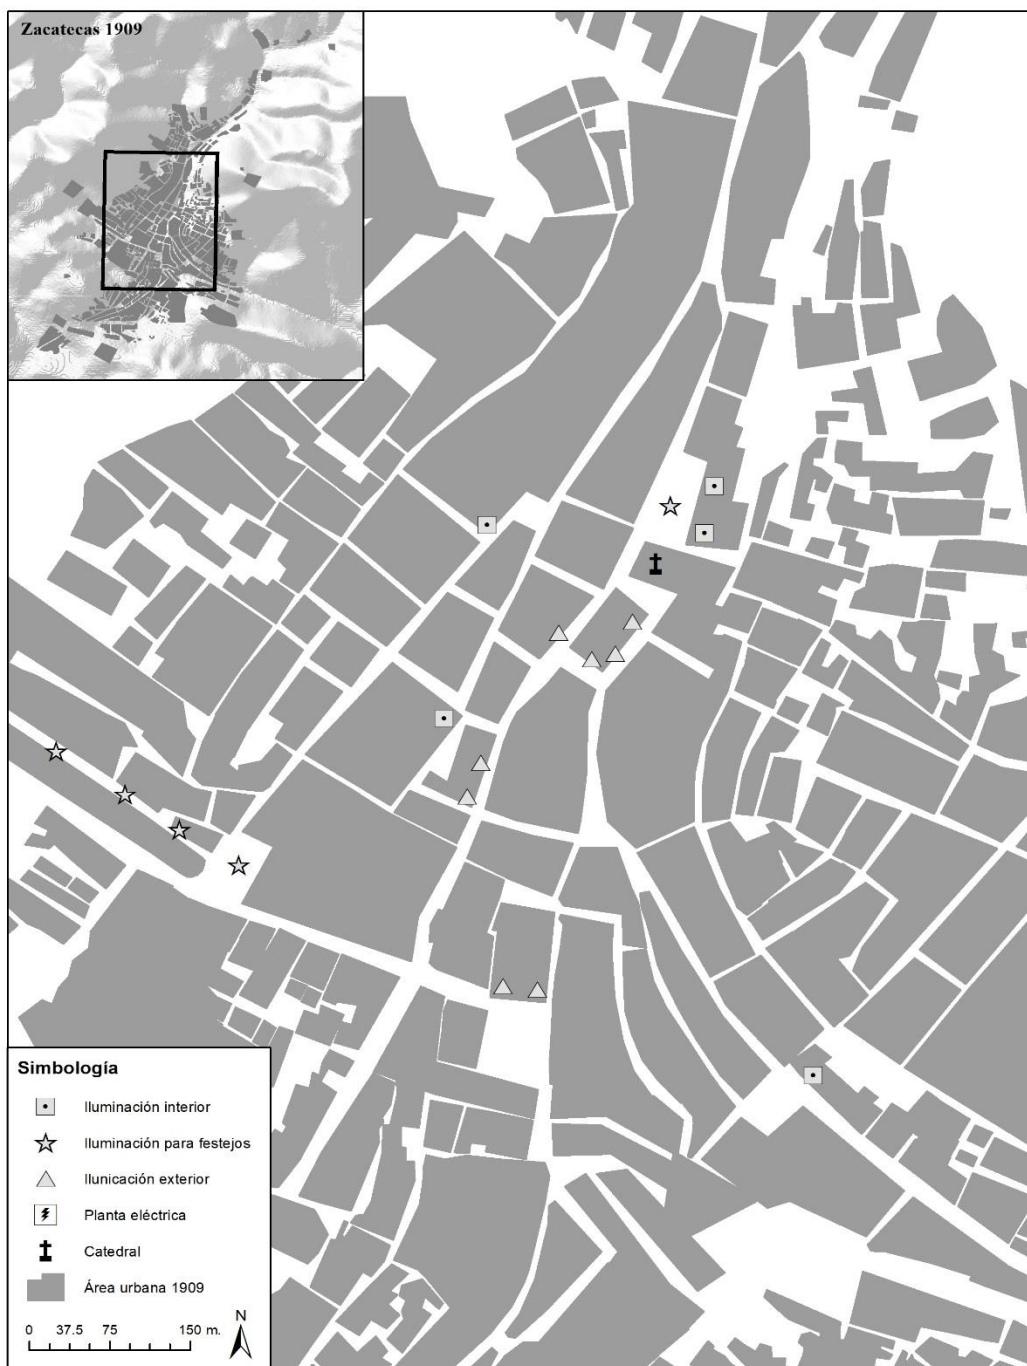 Zacatecas 1909
Simbología
Iluminación interior
Iluminación para festejos
Ilunicación exterior
Planta eléctrica
Catedral
Área urbana 1909
0 37.5 75 150 m.
N